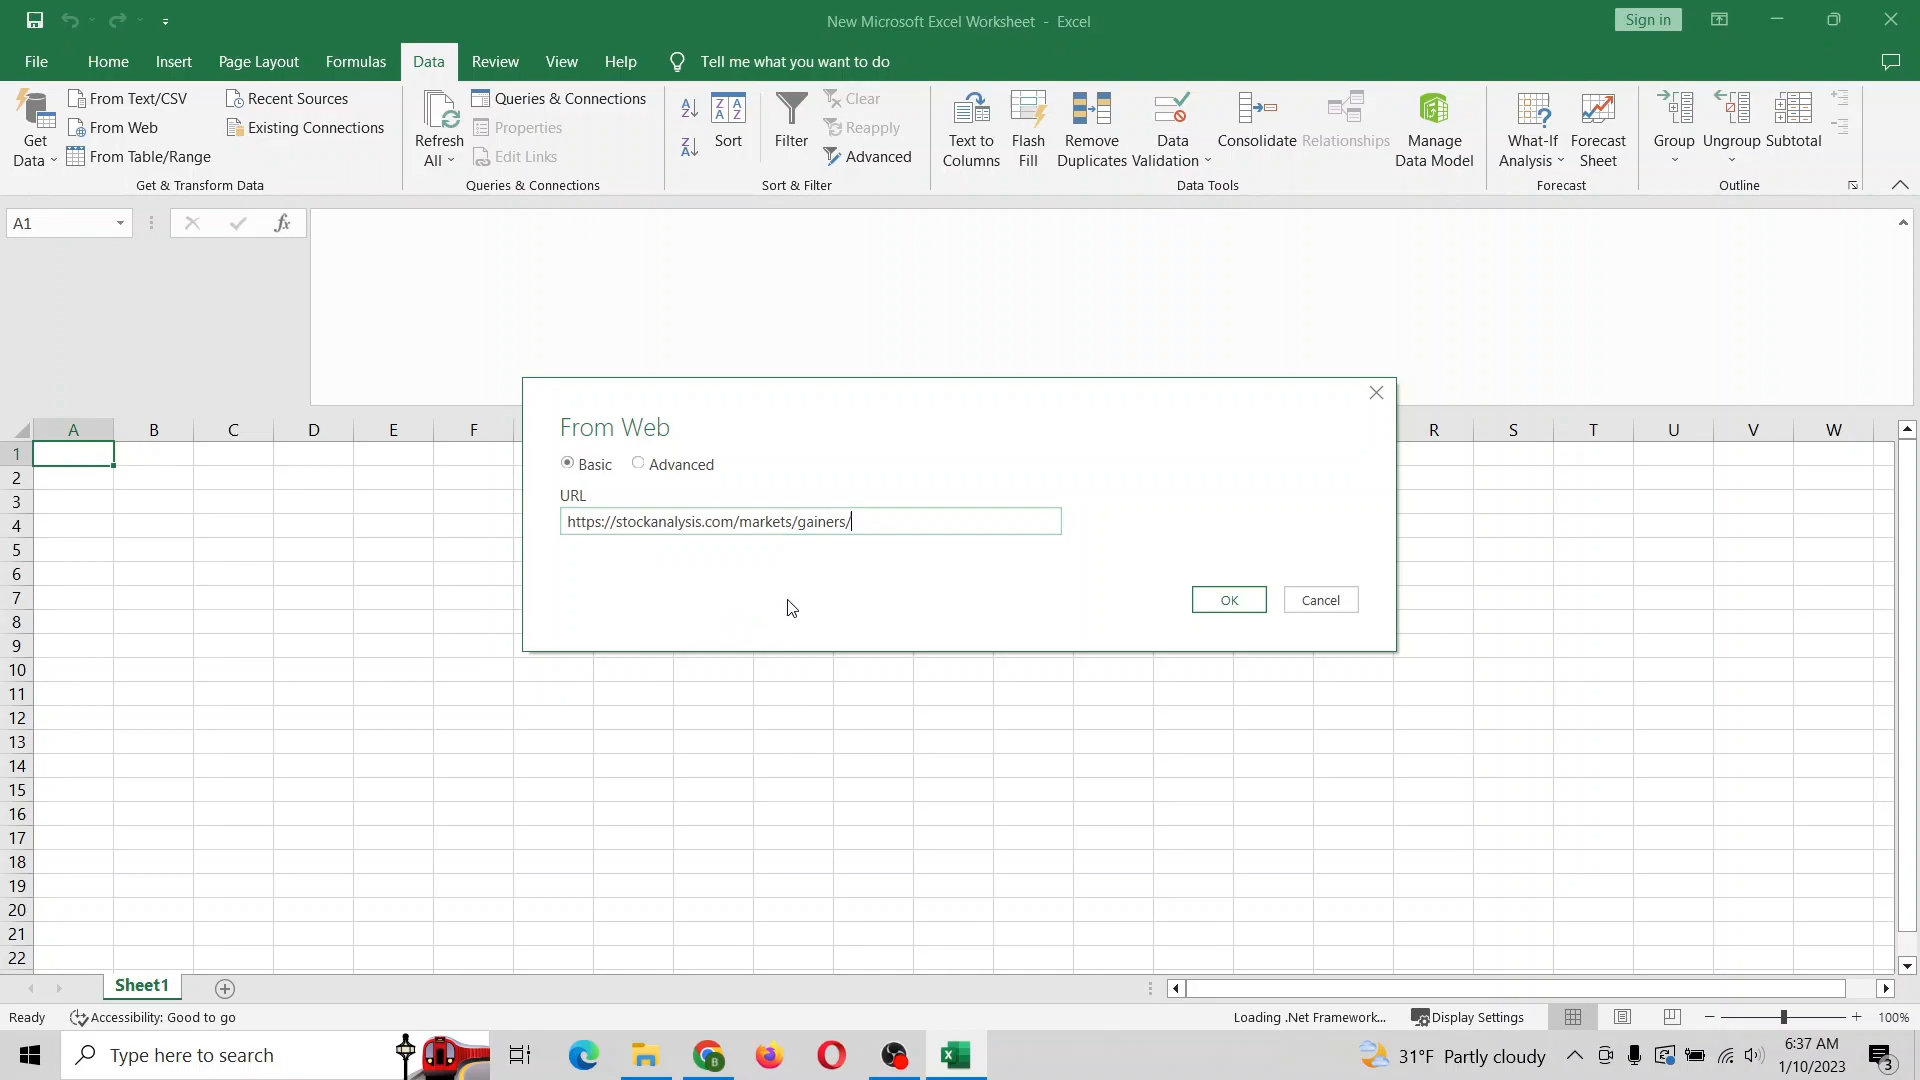 New Microsoft Excel Worksheet - Excel
Sign in
File Home Insert Page Layout Formulas Data Review View Help Tell me what you want to do
Get Data
From Text/CSV
From Web
From Table/Range
Recent Sources
Existing Connections
Get & Transform Data
Refresh All
Queries & Connections
Properties
Edit Links
Queries & Connections
A Z
Z A
Z A A Z
Sort
Filter
Clear
Reapply
Advanced
Sort & Filter
Text to Columns
Flash Fill
Remove Duplicates
Data Validation
Consolidate
Relationships
Manage Data Model
Data Tools
What-If Analysis
Forecast Sheet
Forecast
Group
Ungroup
Subtotal
Outline
A1
fx
A B C D E F R S T U V W
1
2
3
4
5
6
7
8
9
10
11
12
13
14
15
16
17
18
19
20
21
22
From Web
Basic Advanced
URL
https://stockanalysis.com/markets/gainers/
OK Cancel
Sheet1
Ready Accessibility: Good to go Loading .Net Framework... Display Settings 100%
Type here to search
31°F Partly cloudy
6:37 AM
1/10/2023
3